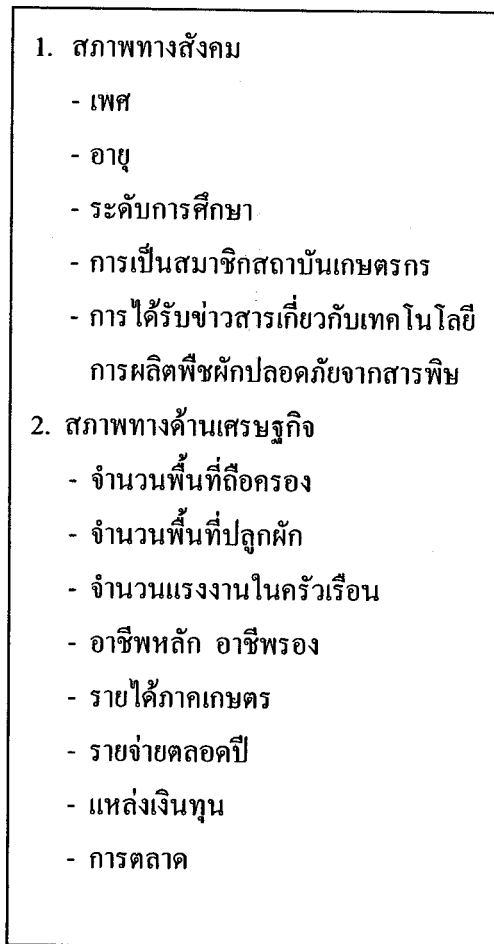 1. สภาพทางสังคม
- เพศ
- อายุ
- ระดับการศึกษา
- การเป็นสมาชิกสถาบันเกษตรกร
- การได้รับข่าวสารเกี่ยวกับเทคโนโลยี
การผลิตพืชผักปลอดภัยจากสารพิษ
2. สภาพทางด้านเศรษฐกิจ
- จำนวนพื้นที่ถือครอง
- จำนวนพื้นที่ปลูกผัก
- จำนวนแรงงานในครัวเรือน
- อาชีพหลัก อาชีพรอง
- รายได้ภาคเกษตร
- รายจ่ายตลอดปี
- แหล่งเงินทุน
- การตลาด